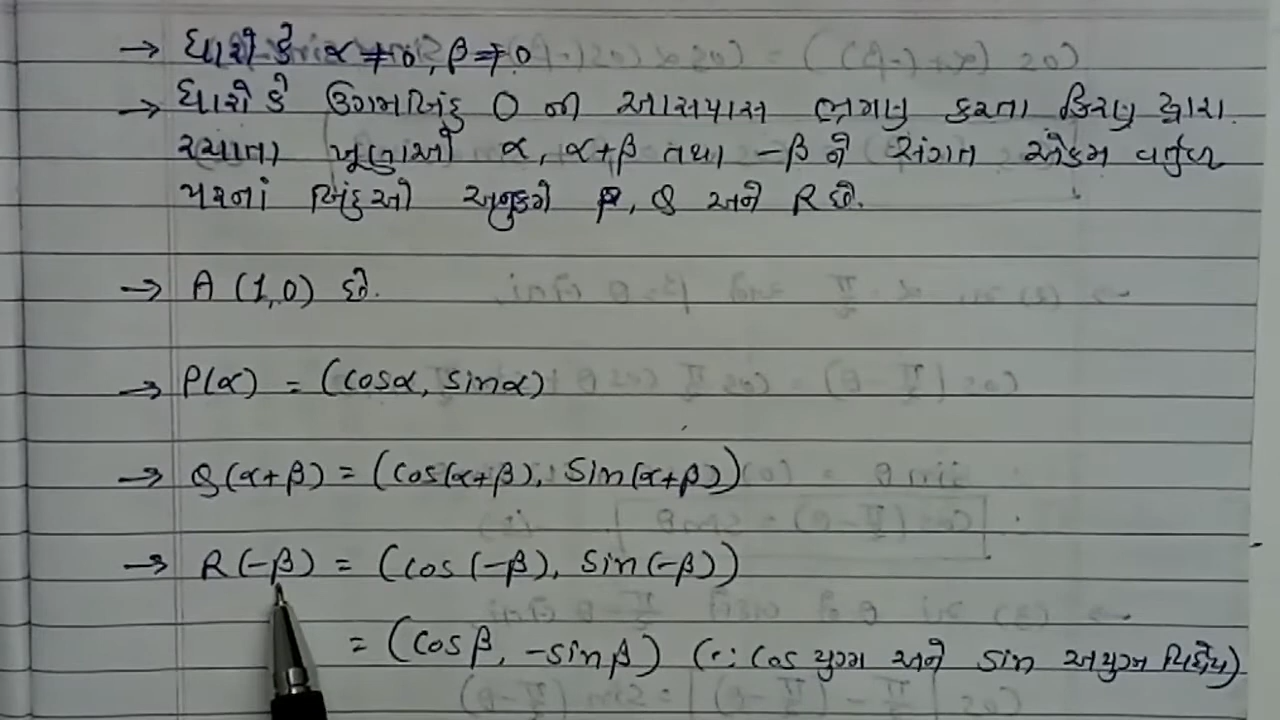 → ધારો કે α ≠ 0, β ≠ 0
→ ધારો કે ઉગમબિંદુ O ની આસપાસ ભ્રમણ કરતા કિરણ દ્વારા
રચાતા ખૂણાઓ α, α+β તથા -β ને સંગત એકમ વર્તુળ
પરનાં બિંદુઓ અનુક્રમે P, Q અને R છે.
→ A (1,0) છે.
→ P(α) = (cosα, sinα)
→ Q(α+β) = (cos(α+β), sin(α+β))
→ R(-β) = (cos(-β), sin(-β))
= (cosβ, -sinβ) (∵ cos યુગ્મ અને sin અયુગ્મ વિધેય)